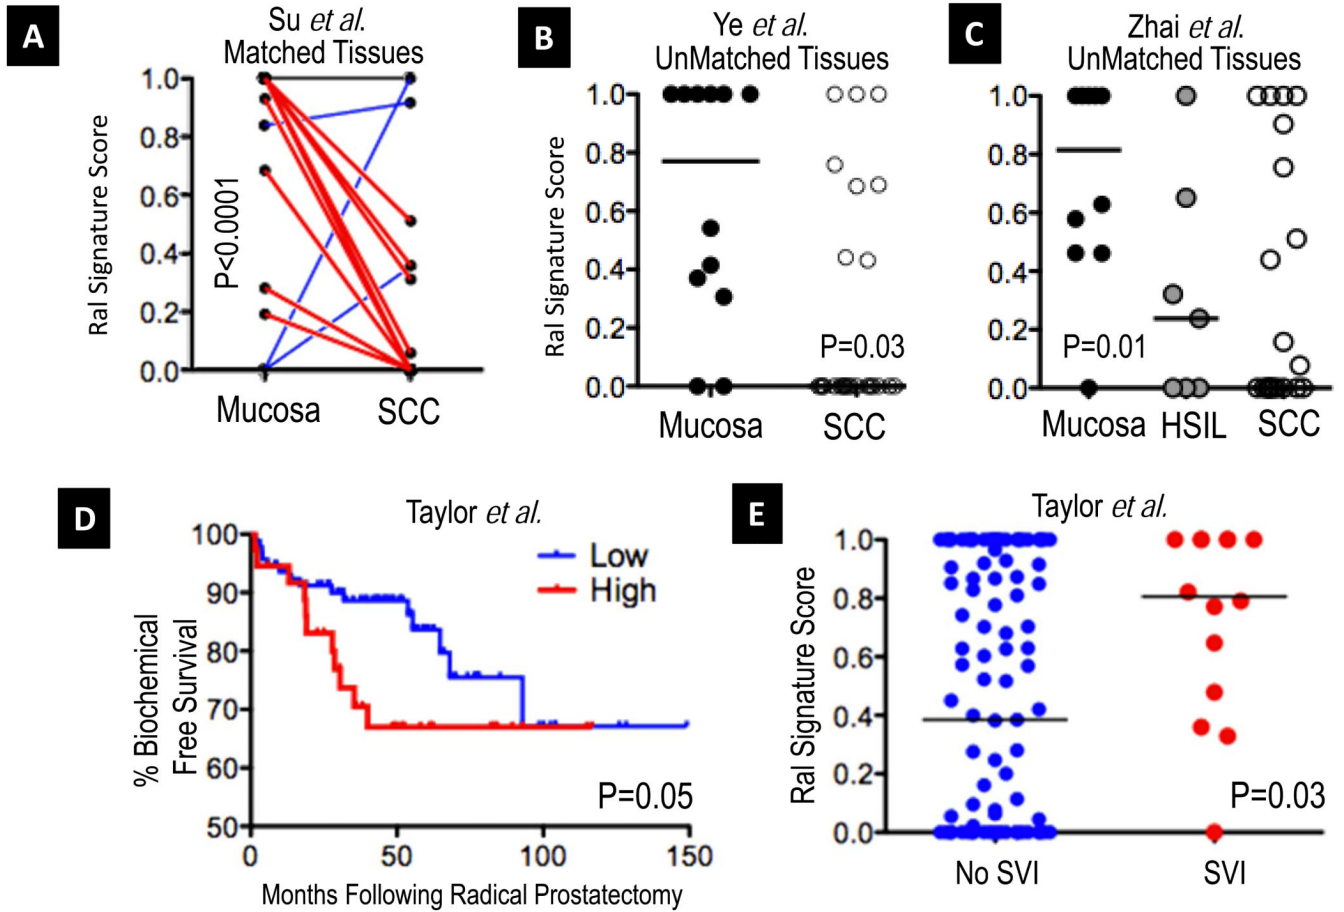 A
Su et al.
Matched Tissues
Ral Signature Score
1.0
0.8
0.6
0.4
0.2
0.0
P<0.0001
Mucosa
SCC
B
Ye et al.
UnMatched Tissues
Ral Signature Score
1.0
0.8
0.6
0.4
0.2
0.0
P=0.03
Mucosa
SCC
C
Zhai et al.
UnMatched Tissues
1.0
0.8
0.6
0.4
0.2
0.0
P=0.01
Mucosa
HSIL
SCC
D
Taylor et al.
% Biochemical
Free Survival
100
90
80
70
60
50
Low
High
P=0.05
0
50
100
150
Months Following Radical Prostatectomy
E
Taylor et al.
Ral Signature Score
1.0
0.8
0.6
0.4
0.2
0.0
P=0.03
No SVI
SVI